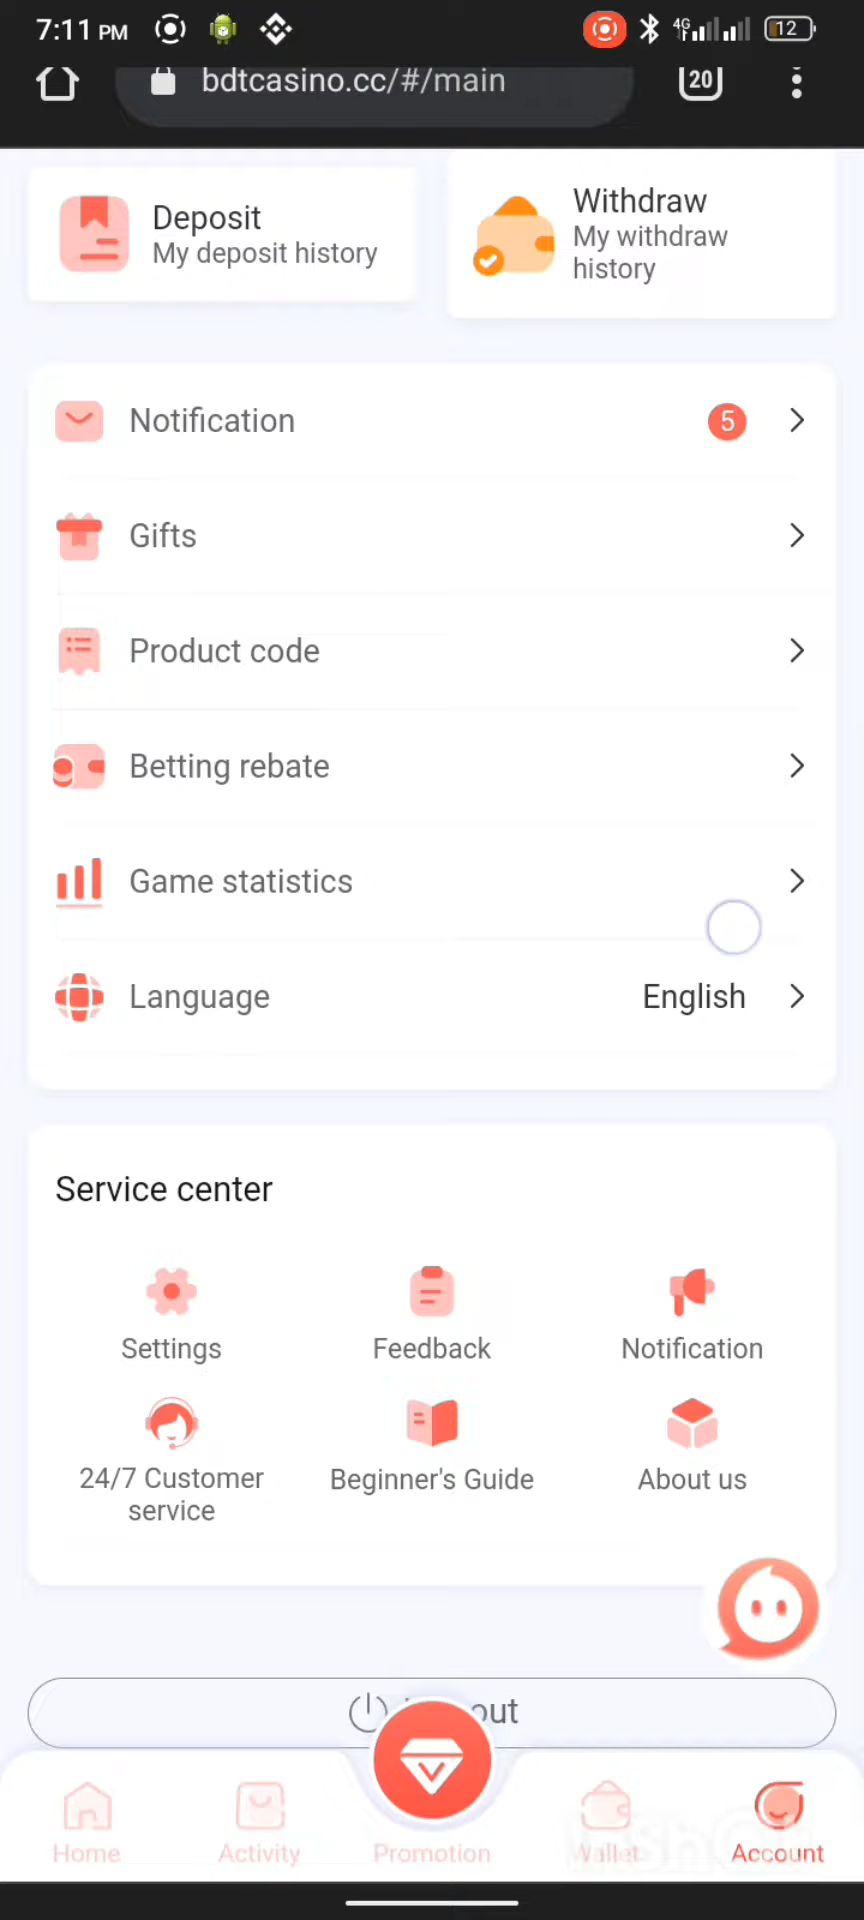 7:11 PM
4G
12
bdtcasino.cc/#/main
20
Deposit
My deposit history
Withdraw
My withdraw
history
Notification
5
Gifts
Product code
Betting rebate
Game statistics
Language
English
Service center
Settings
Feedback
Notification
24/7 Customer
service
Beginner's Guide
About us
out
Home
Activity
Promotion
Wallet
Account